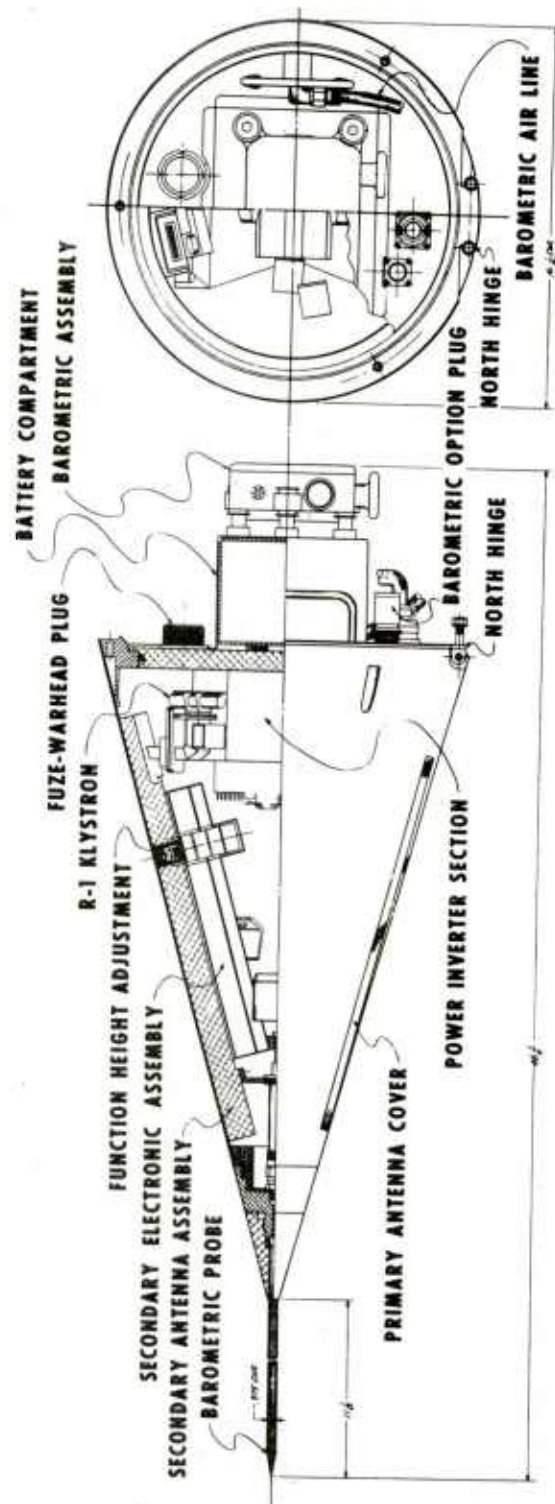 BATTERY COMPARTMENT
BAROMETRIC ASSEMBLY
FUZE-WARHEAD PLUG
R-1 KLYSTRON
FUNCTION HEIGHT ADJUSTMENT
SECONDARY ELECTRONIC ASSEMBLY
SECONDARY ANTENNA ASSEMBLY
BAROMETRIC PROBE
PRIMARY ANTENNA COVER
POWER INVERTER SECTION
NORTH HINGE
BAROMETRIC OPTION PLUG
NORTH HINGE
BAROMETRIC AIR LINE